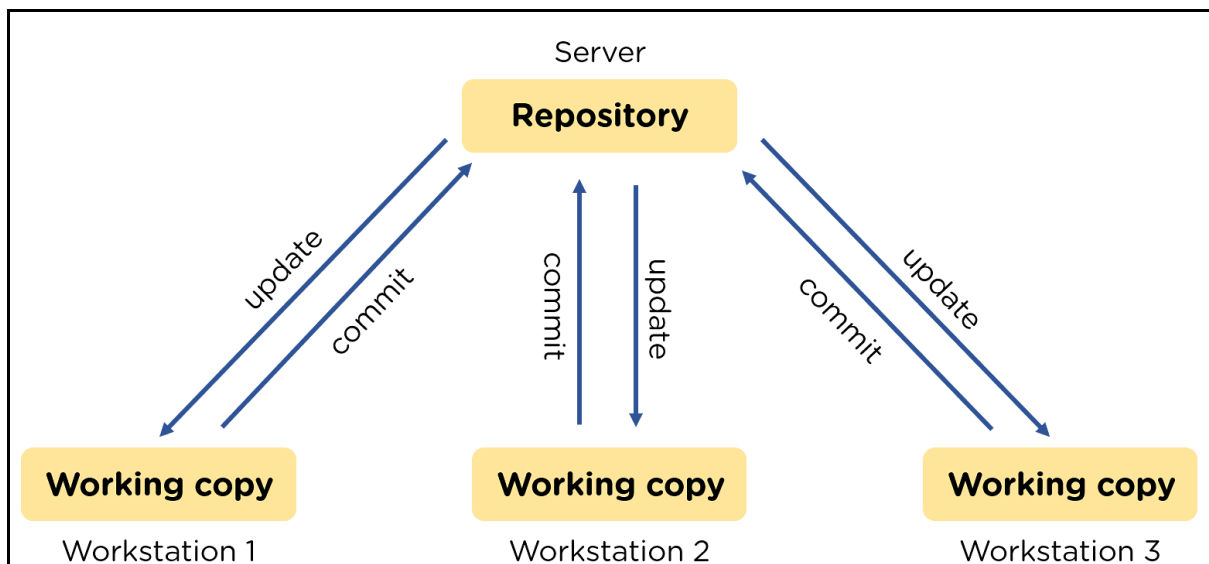 Server
Repository
update
commit
commit
update
commit
update
Working copy
Working copy
Working copy
Workstation 1
Workstation 2
Workstation 3